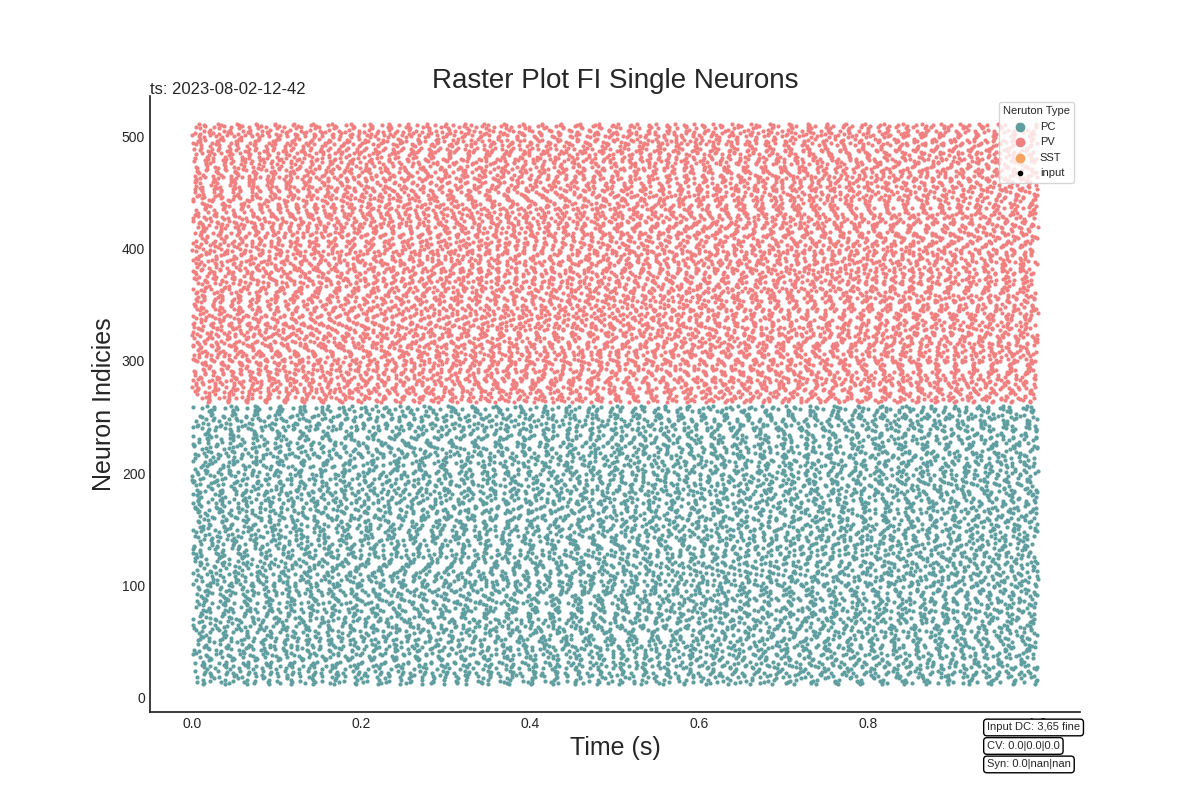 Raster Plot FI Single Neurons
ts: 2023-08-02-12-42
Neruton Type
PC
PV
SST
input
Neuron Indicies
500
400
300
200
100
0
0.0 0.2 0.4 0.6 0.8
Time (s)
Input DC: 3,65 fine
CV: 0.0|0.0|0.0
Syn: 0.0|nan|nan